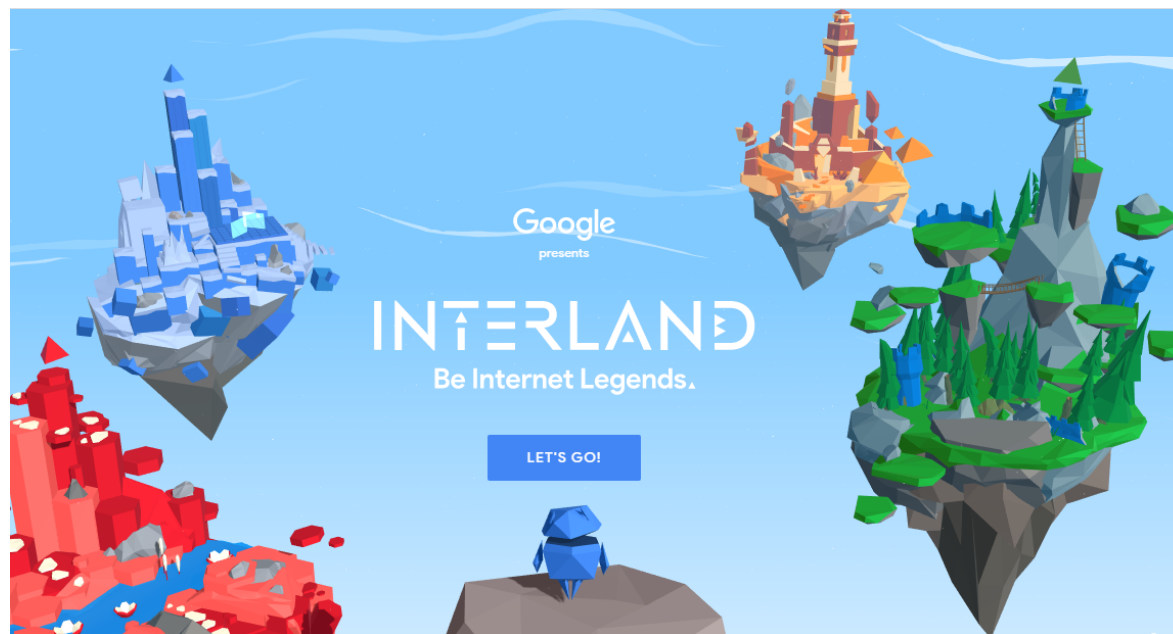 Google
presents
INTERLAND
Be Internet Legends.
LET'S GO!